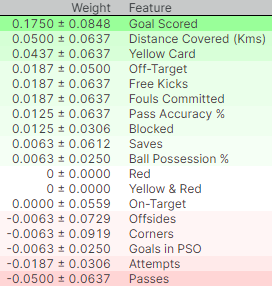 Weight Feature
0.1750 ± 0.0848 Goal Scored
0.0500 ± 0.0637 Distance Covered (Kms)
0.0437 ± 0.0637 Yellow Card
0.0187 ± 0.0500 Off-Target
0.0187 ± 0.0637 Free Kicks
0.0187 ± 0.0637 Fouls Committed
0.0125 ± 0.0637 Pass Accuracy %
0.0125 ± 0.0306 Blocked
0.0063 ± 0.0612 Saves
0.0063 ± 0.0250 Ball Possession %
0 ± 0.0000 Red
0 ± 0.0000 Yellow & Red
0.0000 ± 0.0559 On-Target
-0.0063 ± 0.0729 Offsides
-0.0063 ± 0.0919 Corners
-0.0063 ± 0.0250 Goals in PSO
-0.0187 ± 0.0306 Attempts
-0.0500 ± 0.0637 Passes